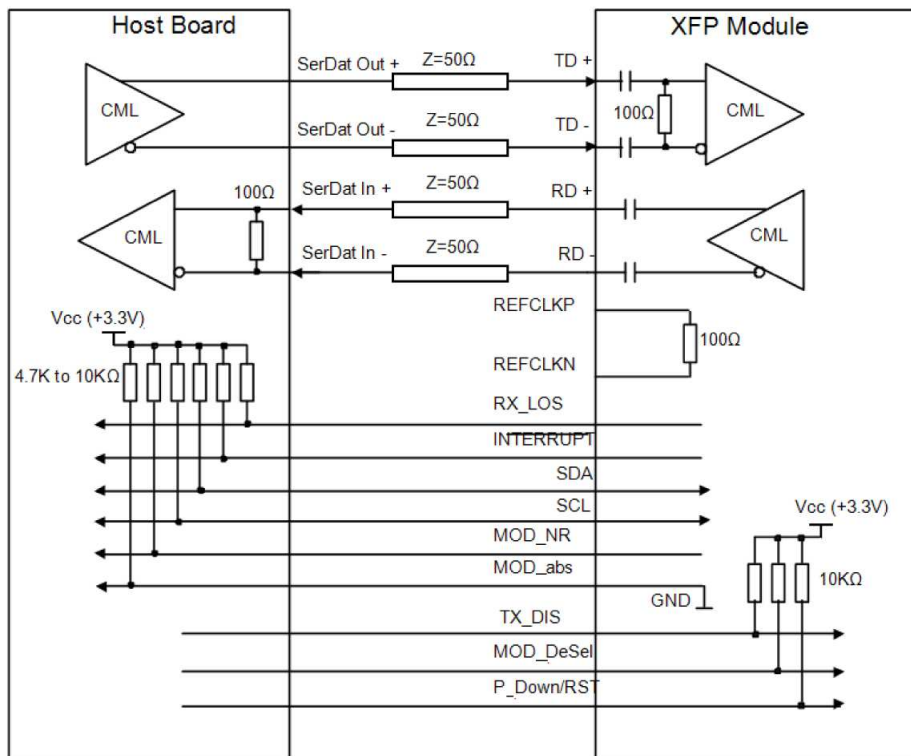 Host Board
XFP Module
SerDat Out +
Z=50Ω
TD +
CML
100Ω
CML
SerDat Out -
Z=50Ω
TD -
SerDat In +
Z=50Ω
RD +
100Ω
CML
CML
SerDat In -
Z=50Ω
RD -
REFCLKP
Vcc (+3.3V)
100Ω
REFCLKN
4.7K to 10KΩ
RX_LOS
INTERRUPT
SDA
SCL
Vcc (+3.3V)
MOD_NR
MOD_abs
10KΩ
GND
TX_DIS
MOD_DeSel
P_Down/RST